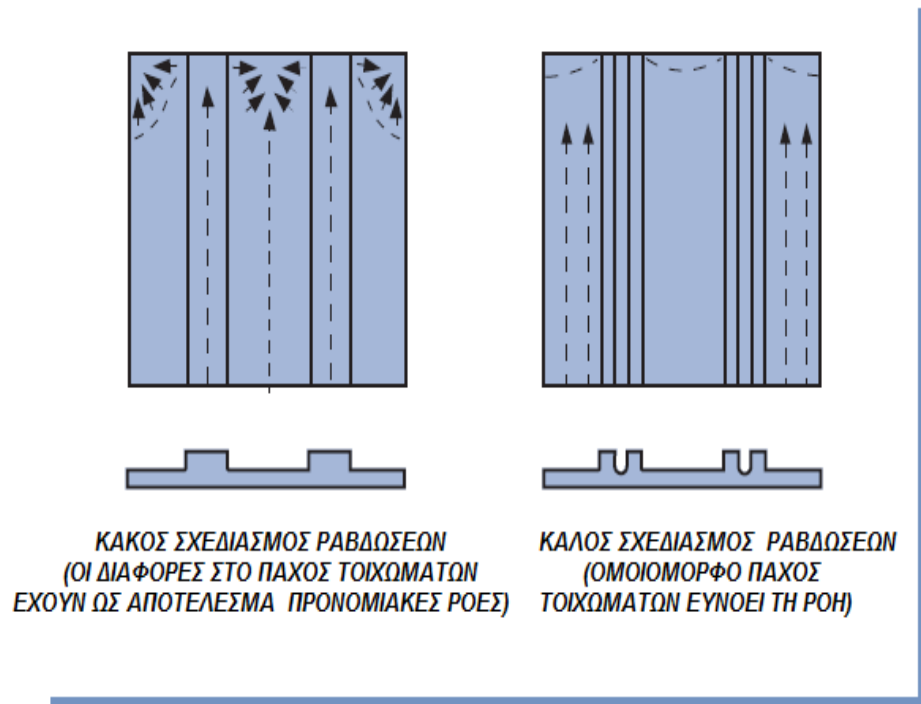 ΚΑΚΟΣ ΣΧΕΔΙΑΣΜΟΣ ΡΑΒΔΩΣΕΩΝ
(ΟΙ ΔΙΑΦΟΡΕΣ ΣΤΟ ΠΑΧΟΣ ΤΟΙΧΩΜΑΤΩΝ
ΕΧΟΥΝ ΩΣ ΑΠΟΤΕΛΕΣΜΑ ΠΡΟΝΟΜΙΑΚΕΣ ΡΟΕΣ)
ΚΑΛΟΣ ΣΧΕΔΙΑΣΜΟΣ ΡΑΒΔΩΣΕΩΝ
(ΟΜΟΙΟΜΟΡΦΟ ΠΑΧΟΣ
ΤΟΙΧΩΜΑΤΩΝ ΕΥΝΟΕΙ ΤΗ ΡΟΗ)